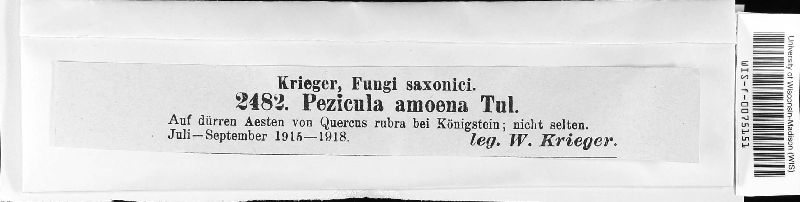 Krieger, Fungi saxonici.
2482. Pezicula amoena Tul.
Auf dürren Aesten von Quercus rubra bei Königstein; nicht selten.
Juli—September 1915—1918.
leg. W. Krieger.
University of Wisconsin-Madison (WIS)
WIS-f-0075151